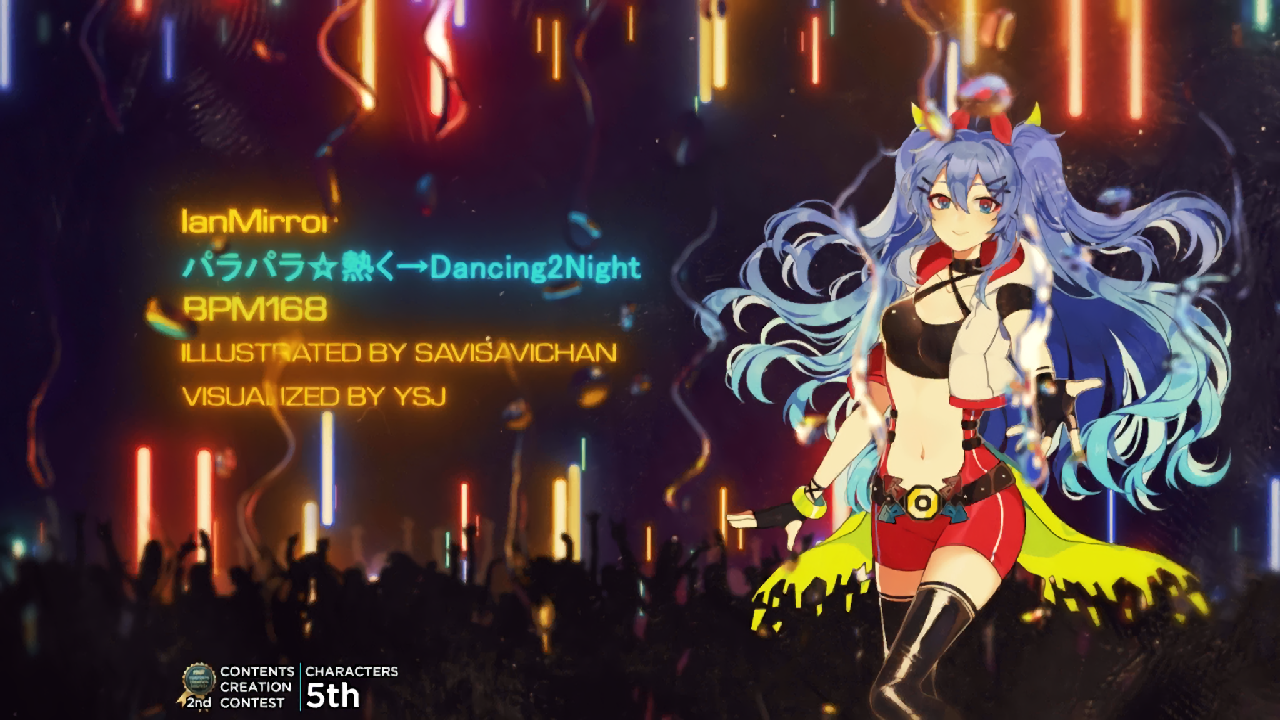 IanMirror
パラパラ☆熱く→Dancing2Night
BPM168
ILLUSTRATED BY SAVISAVICHAN
VISUALIZED BY YSJ
CONTENTS
CREATION
CONTEST
2nd
CHARACTERS
5th